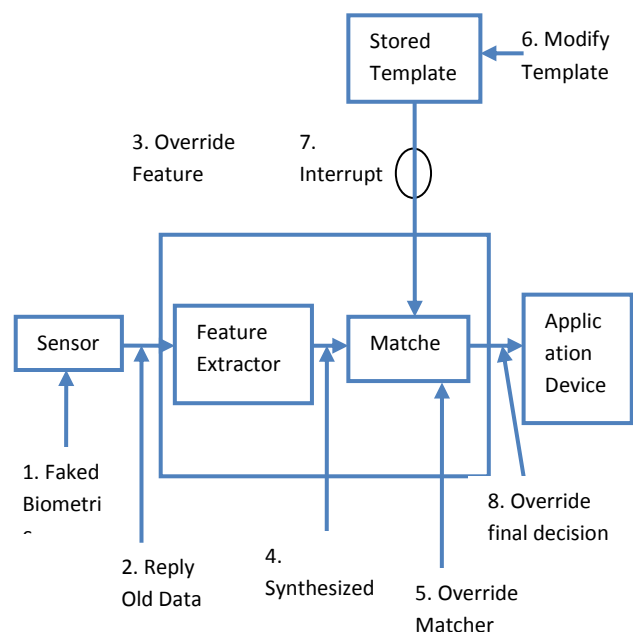 Stored
Template
6. Modify
Template
3. Override
Feature
7.
Interrupt
Sensor
Feature
Extractor
Matche
Applic
ation
Device
1. Faked
Biometri
2. Reply
Old Data
4.
Synthesized
5. Override
Matcher
8. Override
final decision